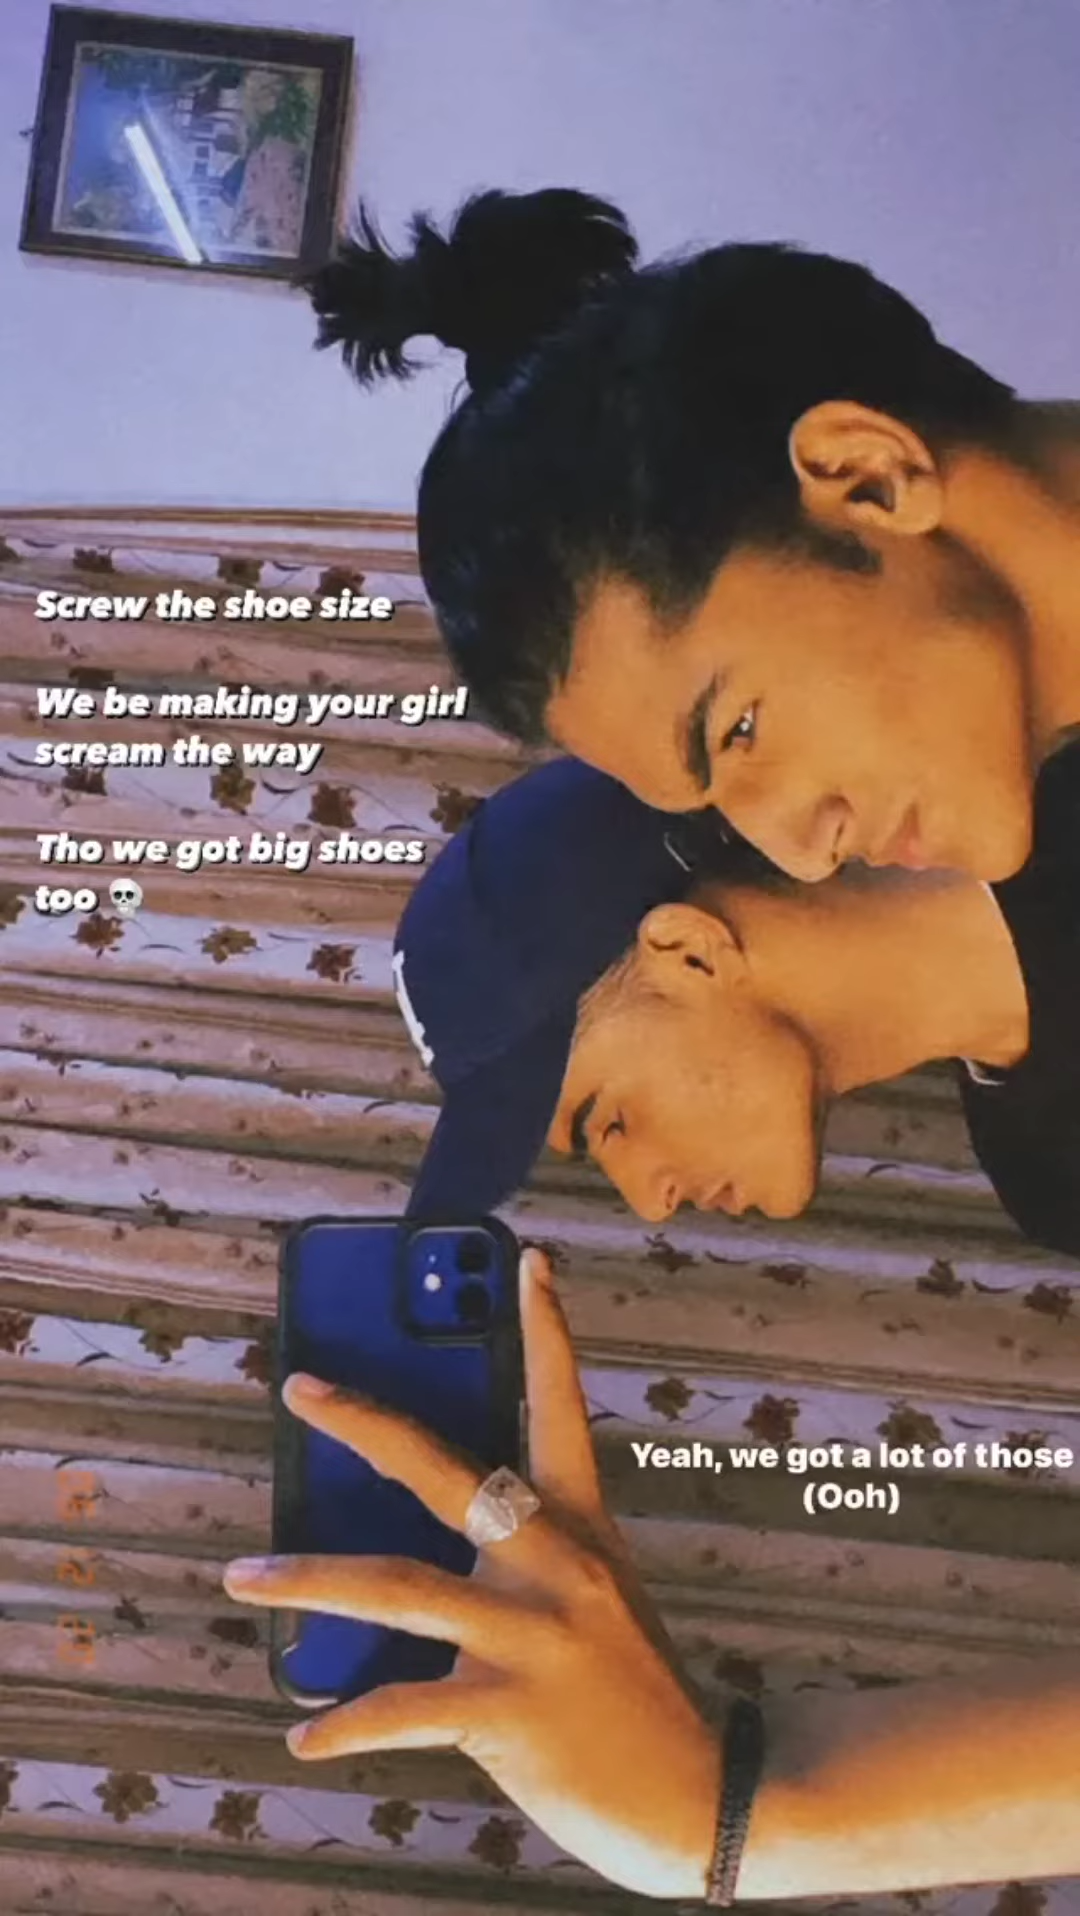 Screw the shoe size
We be making your girl
scream the way
Tho we got big shoes
too 💀
Yeah, we got a lot of those
(Ooh)